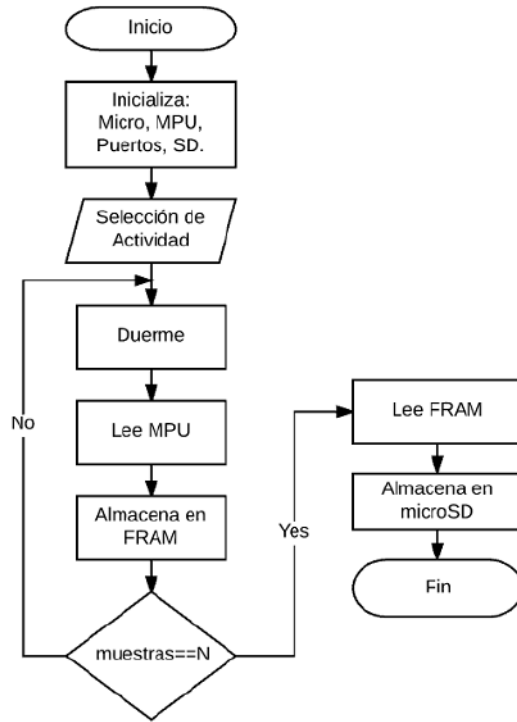 Inicio
Inicializa:
Micro, MPU,
Puertos, SD.
Selección de
Actividad
Duerme
Lee MPU
Almacena en
FRAM
muestras==N
No
Yes
Lee FRAM
Almacena en
microSD
Fin